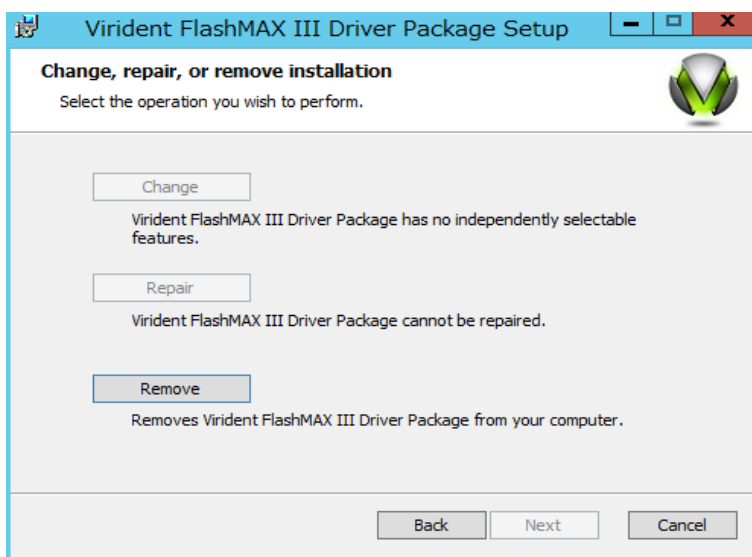 Virident FlashMAX III Driver Package Setup
Change, repair, or remove installation
Select the operation you wish to perform.
Change
Virident FlashMAX III Driver Package has no independently selectable
features.
Repair
Virident FlashMAX III Driver Package cannot be repaired.
Remove
Removes Virident FlashMAX III Driver Package from your computer.
Back Next Cancel